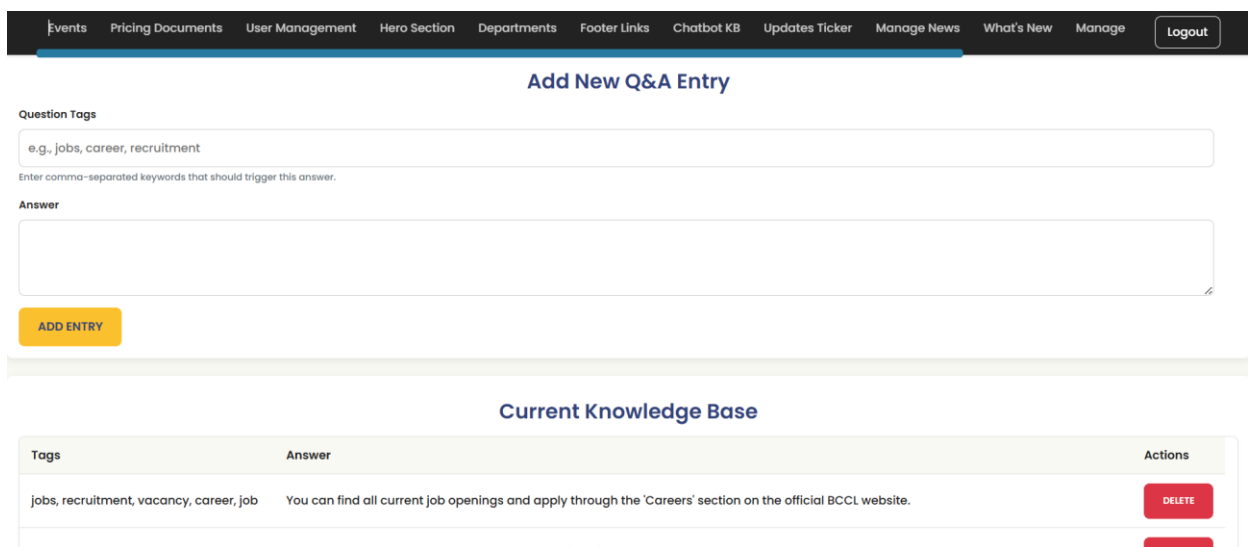 Events Pricing Documents User Management Hero Section Departments Footer Links Chatbot KB Updates Ticker Manage News What's New Manage Logout
Add New Q&A Entry
Question Tags
e.g., jobs, career, recruitment
Enter comma-separated keywords that should trigger this answer.
Answer
ADD ENTRY
Current Knowledge Base
Tags Answer Actions
jobs, recruitment, vacancy, career, job You can find all current job openings and apply through the 'Careers' section on the official BCCL website. DELETE